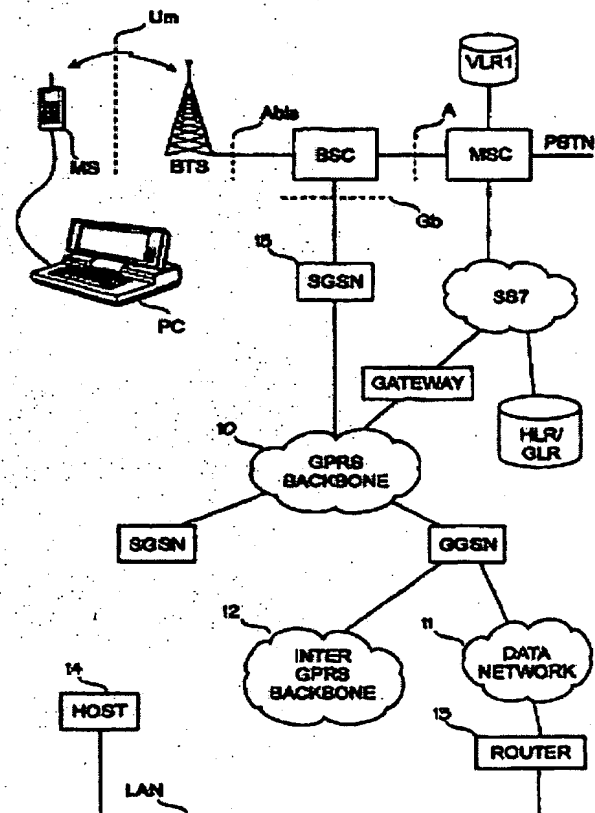 Um
VLR1
Abis
A
BSC
MSC
PSTN
MS
BTS
Gb
15
SGSN
SS7
PC
GATEWAY
10
HLR/
GLR
GPRS
BACKBONE
SGSN
GGSN
12
11
INTER
GPRS
BACKBONE
DATA
NETWORK
14
HOST
13
ROUTER
LAN